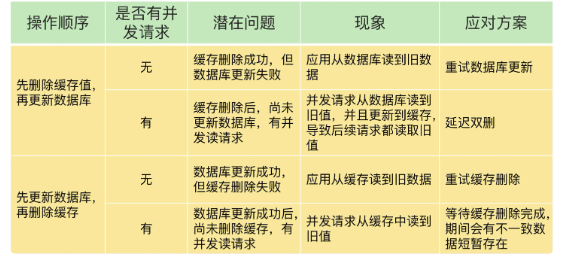 操作顺序
是否有并
发请求
潜在问题
现象
应对方案
先删除缓存值，
再更新数据库
无
缓存删除成功，但
数据库更新失败
应用从数据库读到旧数
据
重试数据库更新
有
缓存删除后，尚未
更新数据库，有并
发读请求
并发请求从数据库读到
旧值，并且更新到缓存，
导致后续请求都读取旧
值
延迟双删
先更新数据库，
再删除缓存
无
数据库更新成功，
但缓存删除失败
应用从缓存读到旧数据
重试缓存删除
有
数据库更新成功后，
尚未删除缓存，有
并发读请求
并发请求从缓存中读到
旧值
等待缓存删除完成，
期间会有不一致数
据短暂存在